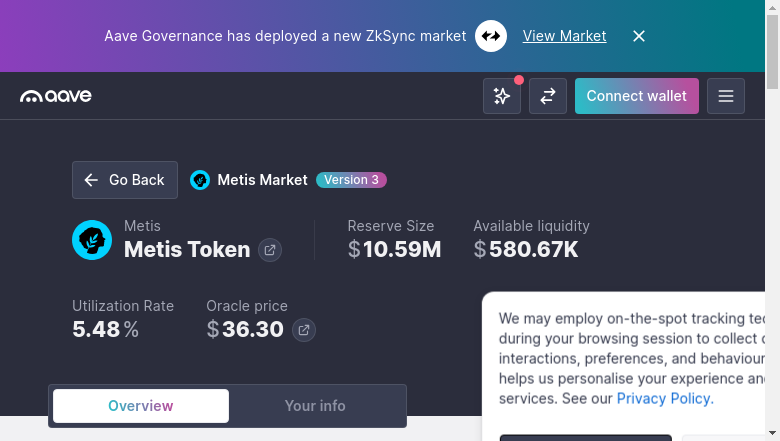 Aave Governance has deployed a new ZkSync market View Market
aave
Connect wallet
Go Back
Metis Market Version 3
Metis
Metis Token
Reserve Size
$10.59M
Available liquidity
$580.67K
Utilization Rate
5.48%
Oracle price
$36.30
We may employ on-the-spot tracking
during your browsing session to collect
interactions, preferences, and behaviour
helps us personalise your experience
services. See our Privacy Policy.
Overview
Your info